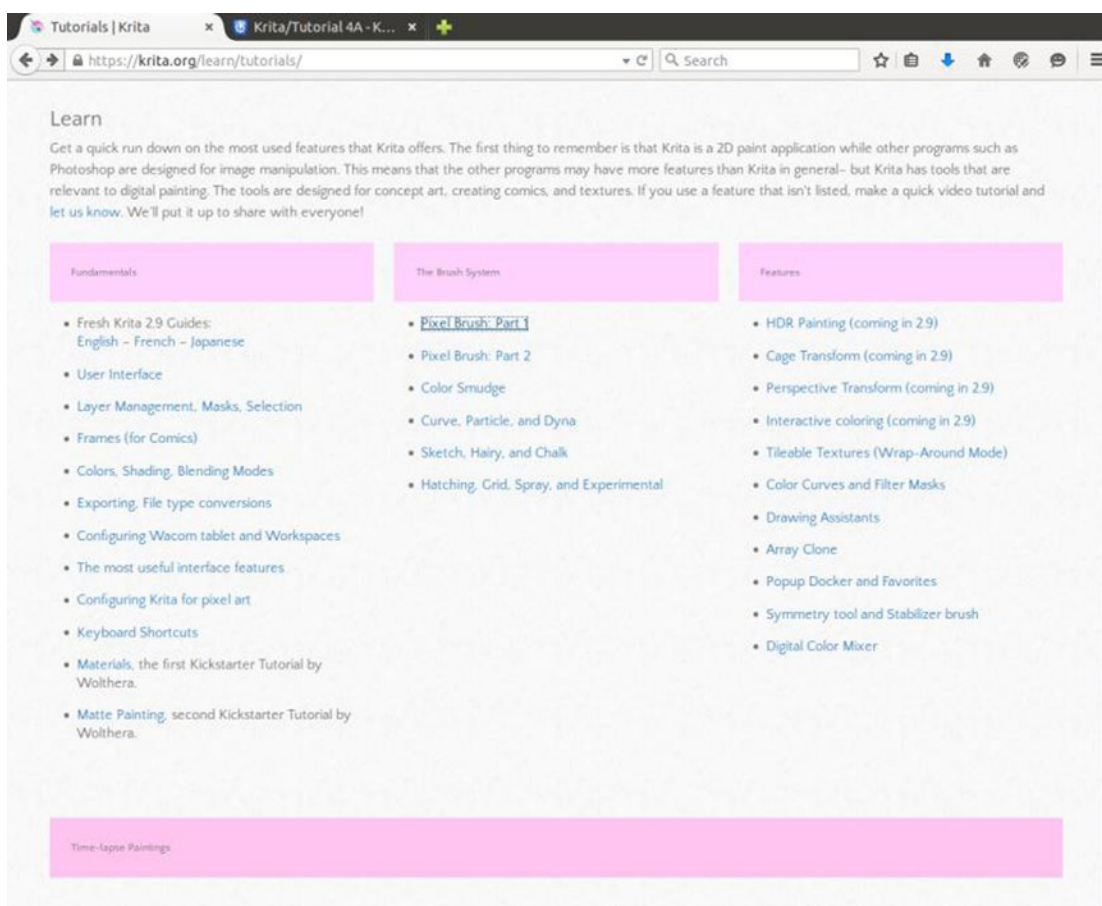 Tutorials | Krita
Krita/Tutorial 4A - K...
https://krita.org/learn/tutorials/
Search
Learn
Get a quick run down on the most used features that Krita offers. The first thing to remember is that Krita is a 2D paint application while other programs such as
Photoshop are designed for image manipulation. This means that the other programs may have more features than Krita in general– but Krita has tools that are
relevant to digital painting. The tools are designed for concept art, creating comics, and textures. If you use a feature that isn't listed, make a quick video tutorial and
let us know. We'll put it up to share with everyone!
Fundamentals
• Fresh Krita 2.9 Guides:
English – French – Japanese
• User Interface
• Layer Management, Masks, Selection
• Frames (for Comics)
• Colors, Shading, Blending Modes
• Exporting, File type conversions
• Configuring Wacom tablet and Workspaces
• The most useful interface features
• Configuring Krita for pixel art
• Keyboard Shortcuts
• Materials, the first Kickstarter Tutorial by
Wolthera.
• Matte Painting, second Kickstarter Tutorial by
Wolthera.
The Brush System
• Pixel Brush: Part 1
• Pixel Brush: Part 2
• Color Smudge
• Curve, Particle, and Dyna
• Sketch, Hairy, and Chalk
• Hatching, Grid, Spray, and Experimental
Features
• HDR Painting (coming in 2.9)
• Cage Transform (coming in 2.9)
• Perspective Transform (coming in 2.9)
• Interactive coloring (coming in 2.9)
• Tileable Textures (Wrap-Around Mode)
• Color Curves and Filter Masks
• Drawing Assistants
• Array Clone
• Popup Docker and Favorites
• Symmetry tool and Stabilizer brush
• Digital Color Mixer
Time-lapse Paintings